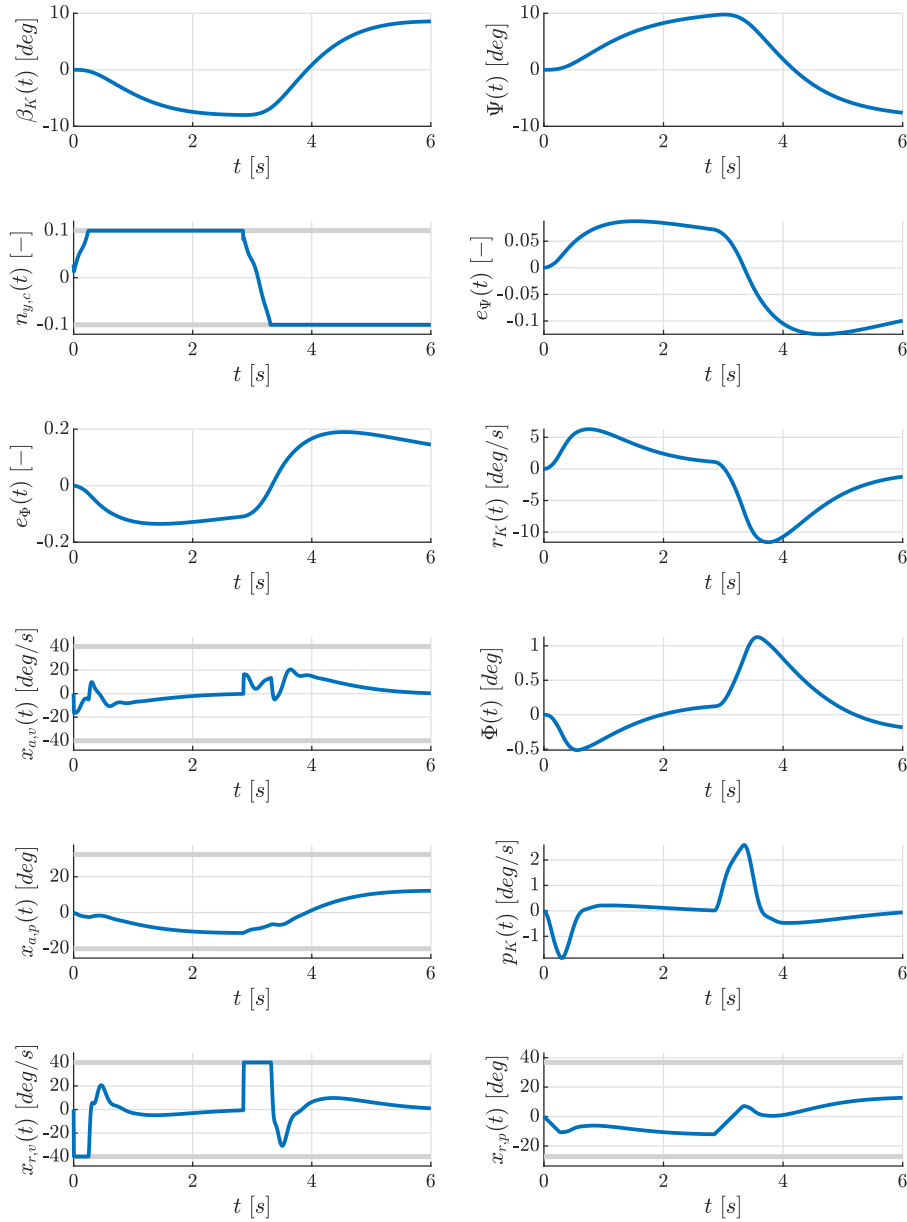 β_K(t) [deg]
10
0
-10
0 2 4 6
t [s]
Ψ(t) [deg]
10
0
-10
0 2 4 6
t [s]
n_{y,c}(t) [−]
0.1
0
-0.1
0 2 4 6
t [s]
e_Ψ(t) [−]
0.05
0
-0.05
-0.1
0 2 4 6
t [s]
e_Φ(t) [−]
0.2
0
-0.2
0 2 4 6
t [s]
r_K(t) [deg/s]
5
0
-5
-10
0 2 4 6
t [s]
x_{a,v}(t) [deg/s]
40
20
0
-20
-40
0 2 4 6
t [s]
Φ(t) [deg]
1
0.5
0
-0.5
0 2 4 6
t [s]
x_{a,p}(t) [deg]
20
0
-20
0 2 4 6
t [s]
p_K(t) [deg/s]
2
1
0
-1
0 2 4 6
t [s]
x_{r,v}(t) [deg/s]
40
20
0
-20
-40
0 2 4 6
t [s]
x_{r,p}(t) [deg]
20
0
-20
0 2 4 6
t [s]